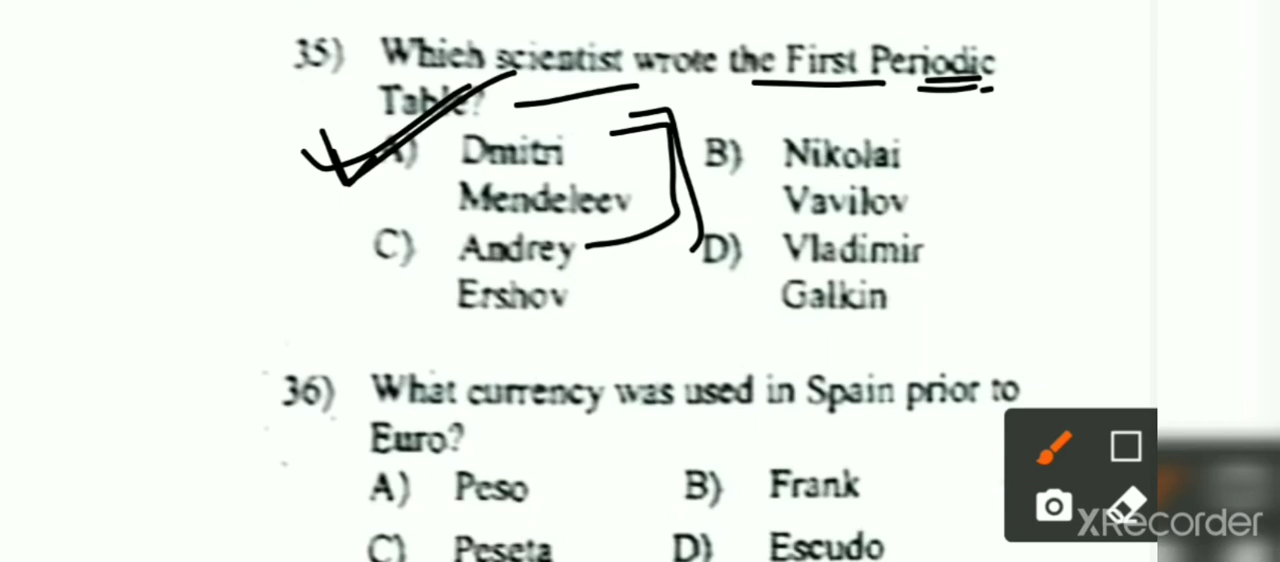 35) Which scientist wrote the First Periodic
Table?
A) Dmitri Mendeleev
B) Nikolai Vavilov
C) Andrey Ershov
D) Vladimir Galkin
36) What currency was used in Spain prior to
Euro?
A) Peso B) Frank
C) Peseta D) Escudo
XRecorder